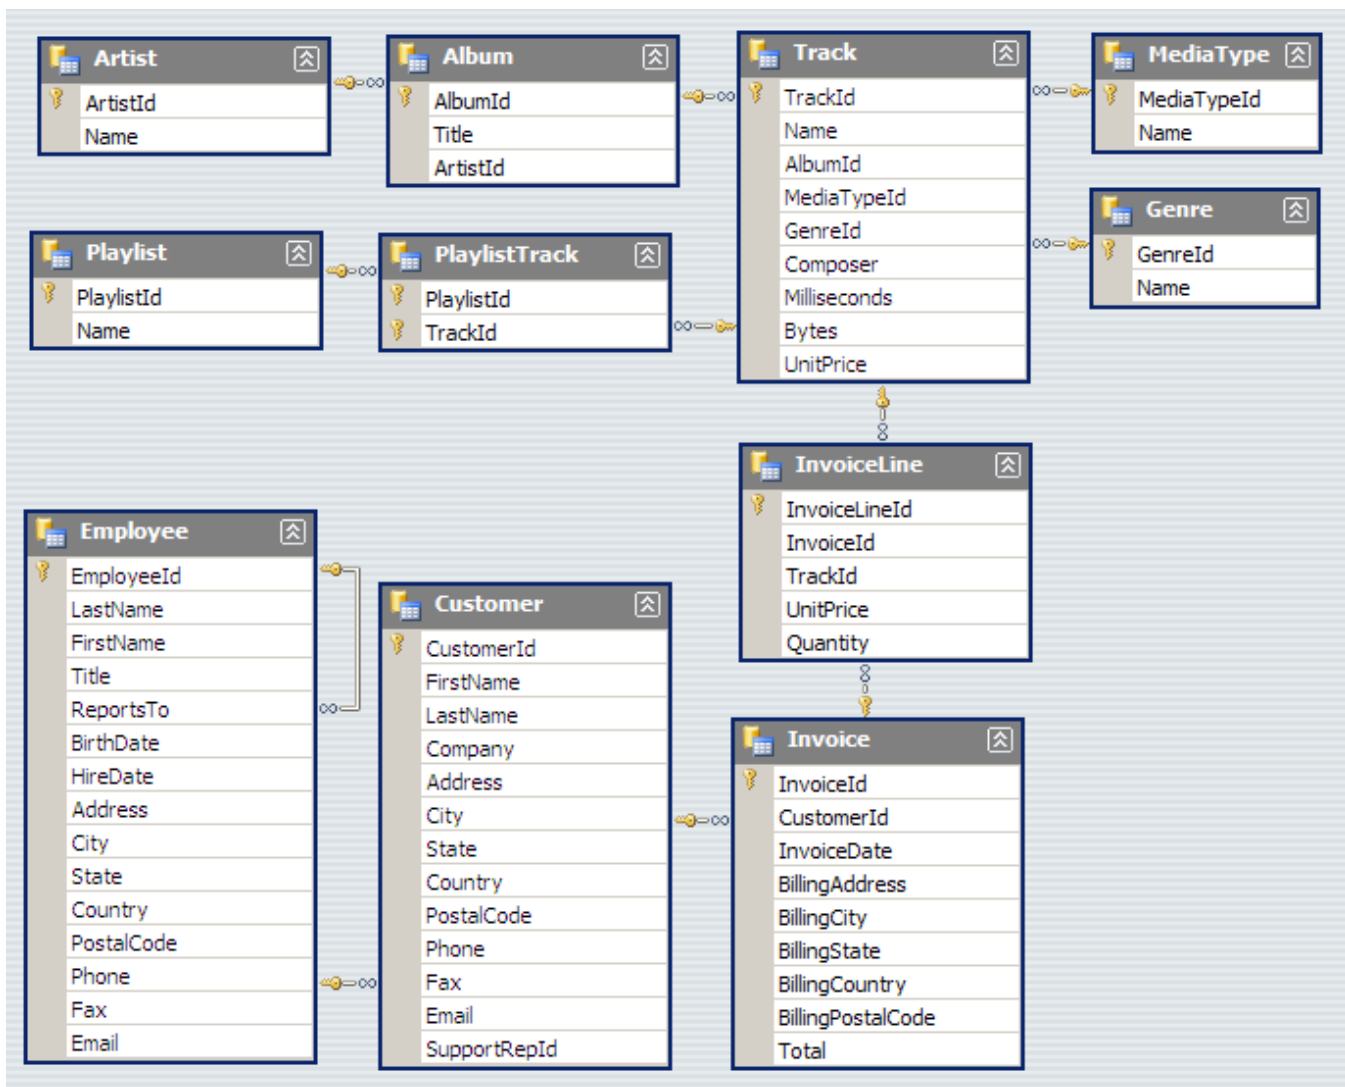 Artist
ArtistId
Name
Album
AlbumId
Title
ArtistId
Track
TrackId
Name
AlbumId
MediaTypeId
GenreId
Composer
Milliseconds
Bytes
UnitPrice
MediaType
MediaTypeId
Name
Genre
GenreId
Name
Playlist
PlaylistId
Name
PlaylistTrack
PlaylistId
TrackId
InvoiceLine
InvoiceLineId
InvoiceId
TrackId
UnitPrice
Quantity
Employee
EmployeeId
LastName
FirstName
Title
ReportsTo
BirthDate
HireDate
Address
City
State
Country
PostalCode
Phone
Fax
Email
Customer
CustomerId
FirstName
LastName
Company
Address
City
State
Country
PostalCode
Phone
Fax
Email
SupportRepId
Invoice
InvoiceId
CustomerId
InvoiceDate
BillingAddress
BillingCity
BillingState
BillingCountry
BillingPostalCode
Total